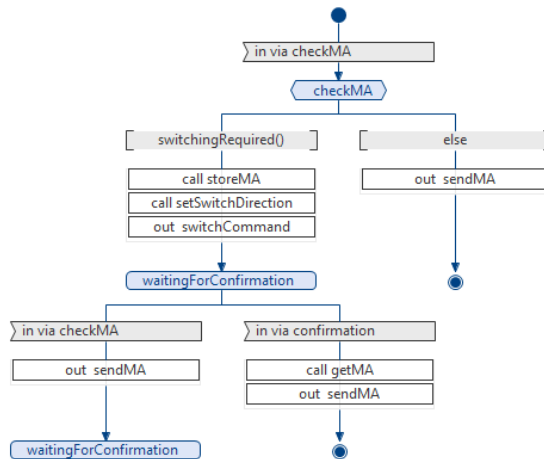 in via checkMA
checkMA
switchingRequired()
else
call storeMA
out sendMA
call setSwitchDirection
out switchCommand
waitingForConfirmation
in via checkMA
in via confirmation
out sendMA
call getMA
out sendMA
waitingForConfirmation